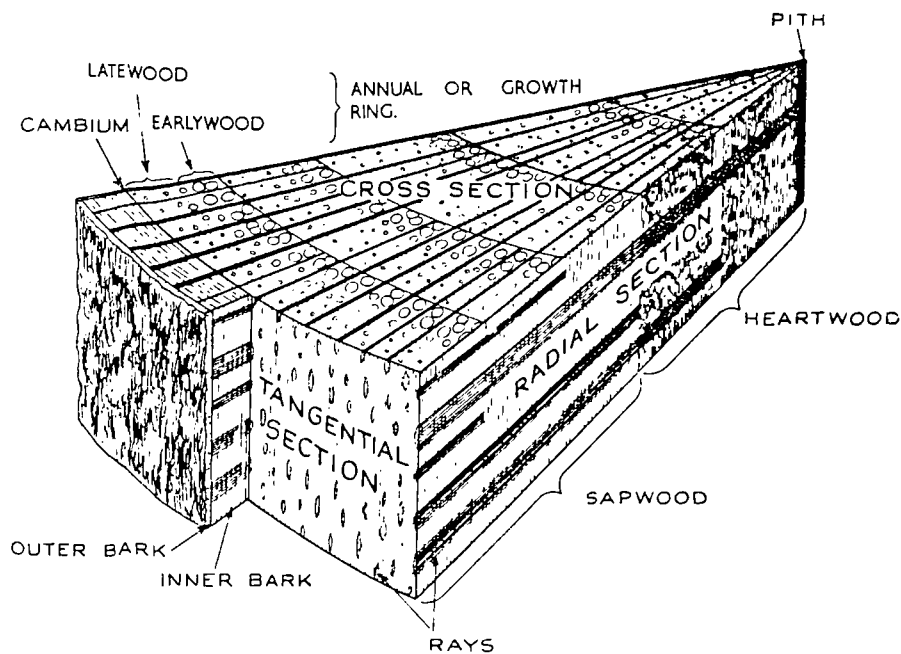 PITH
LATEWOOD
ANNUAL OR GROWTH
RING.
CAMBIUM
EARLYWOOD
CROSS SECTION
RADIAL SECTION
HEARTWOOD
TANGENTIAL
SECTION
SAPWOOD
OUTER BARK
INNER BARK
RAYS